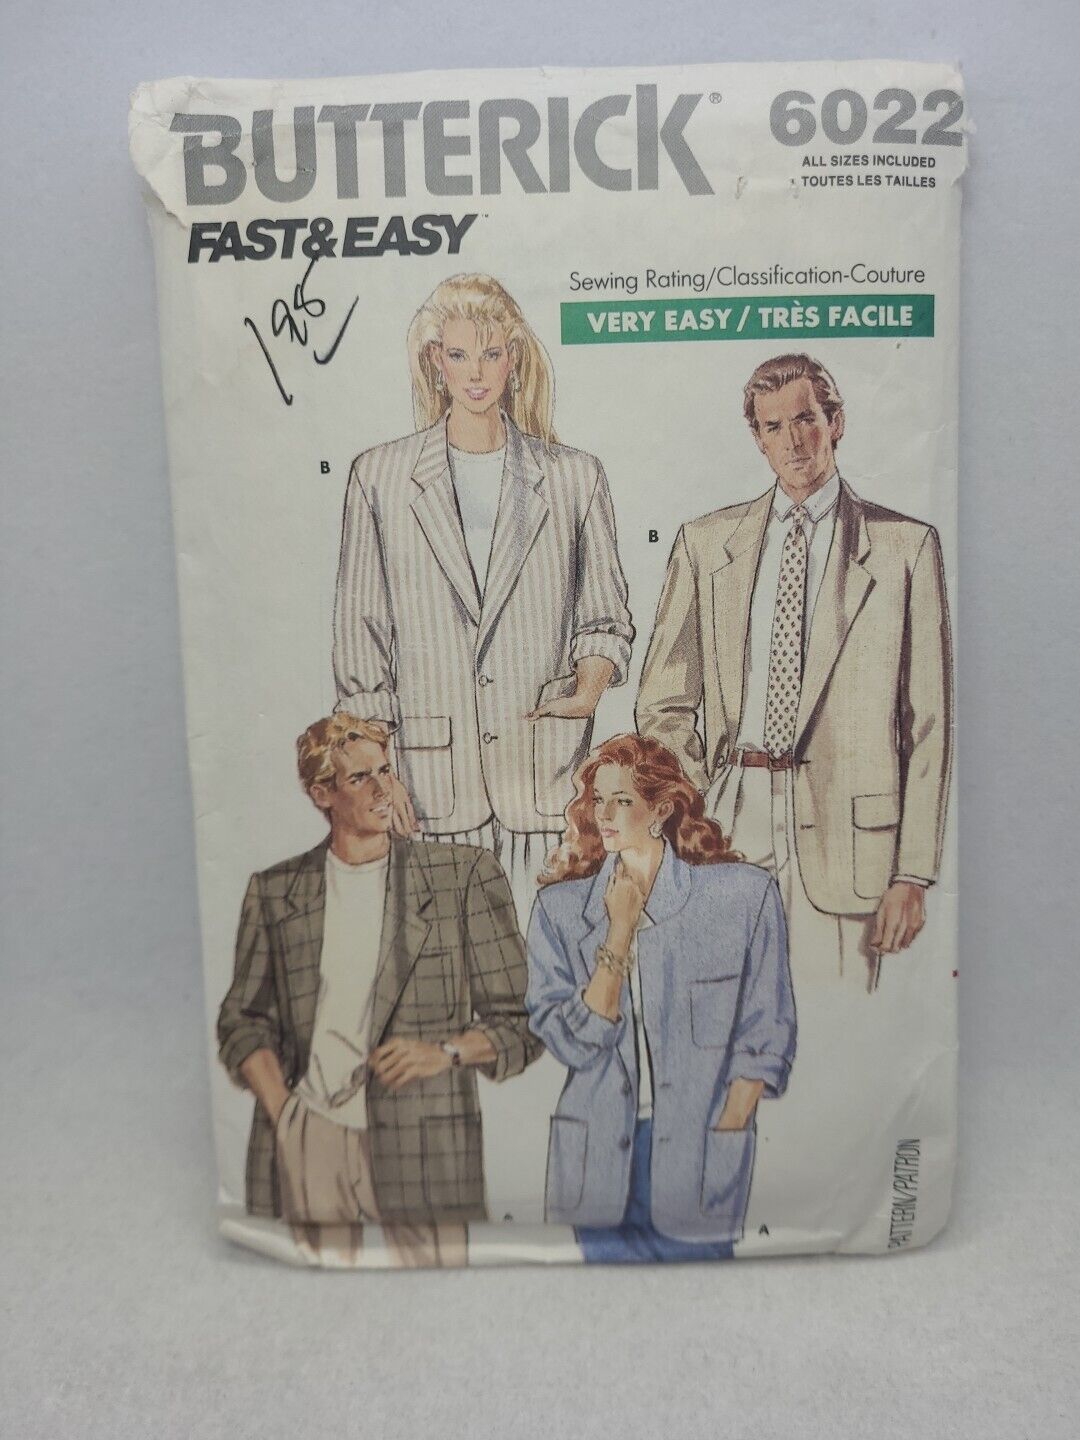 BUTTERICK® 6022
ALL SIZES INCLUDED
TOUTES LES TAILLES
FAST&EASY™
Sewing Rating/Classification-Couture
VERY EASY / TRÈS FACILE
B
B
A
PATTERN/PATRON